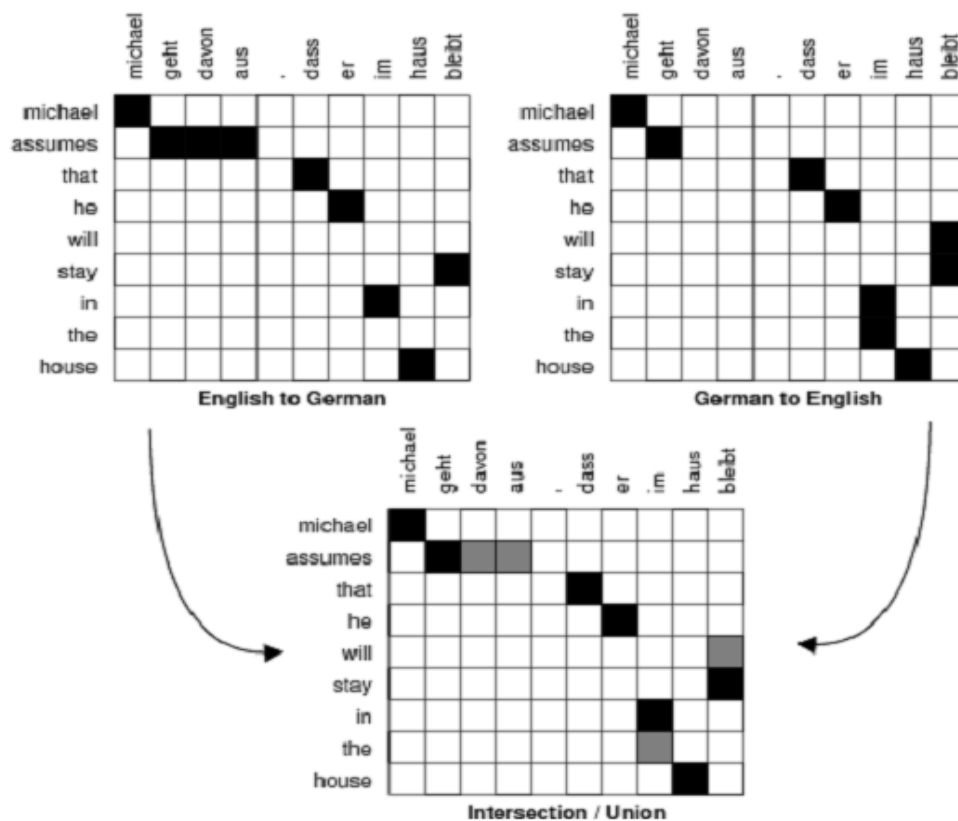 michael geht davon aus , dass er im haus bleibt
michael
assumes
that
he
will
stay
in
the
house
English to German
michael geht davon aus , dass er im haus bleibt
michael
assumes
that
he
will
stay
in
the
house
German to English
michael geht davon aus , dass er im haus bleibt
michael
assumes
that
he
will
stay
in
the
house
Intersection / Union